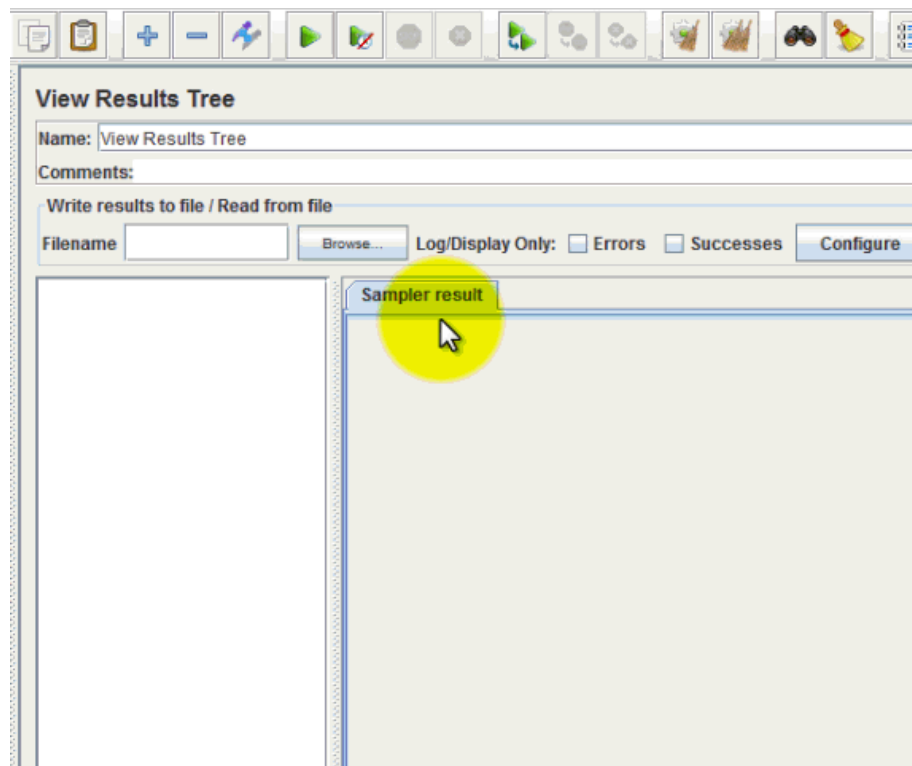 View Results Tree
Name: View Results Tree
Comments:
Write results to file / Read from file
Filename Browse... Log/Display Only: Errors Successes Configure
Sampler result